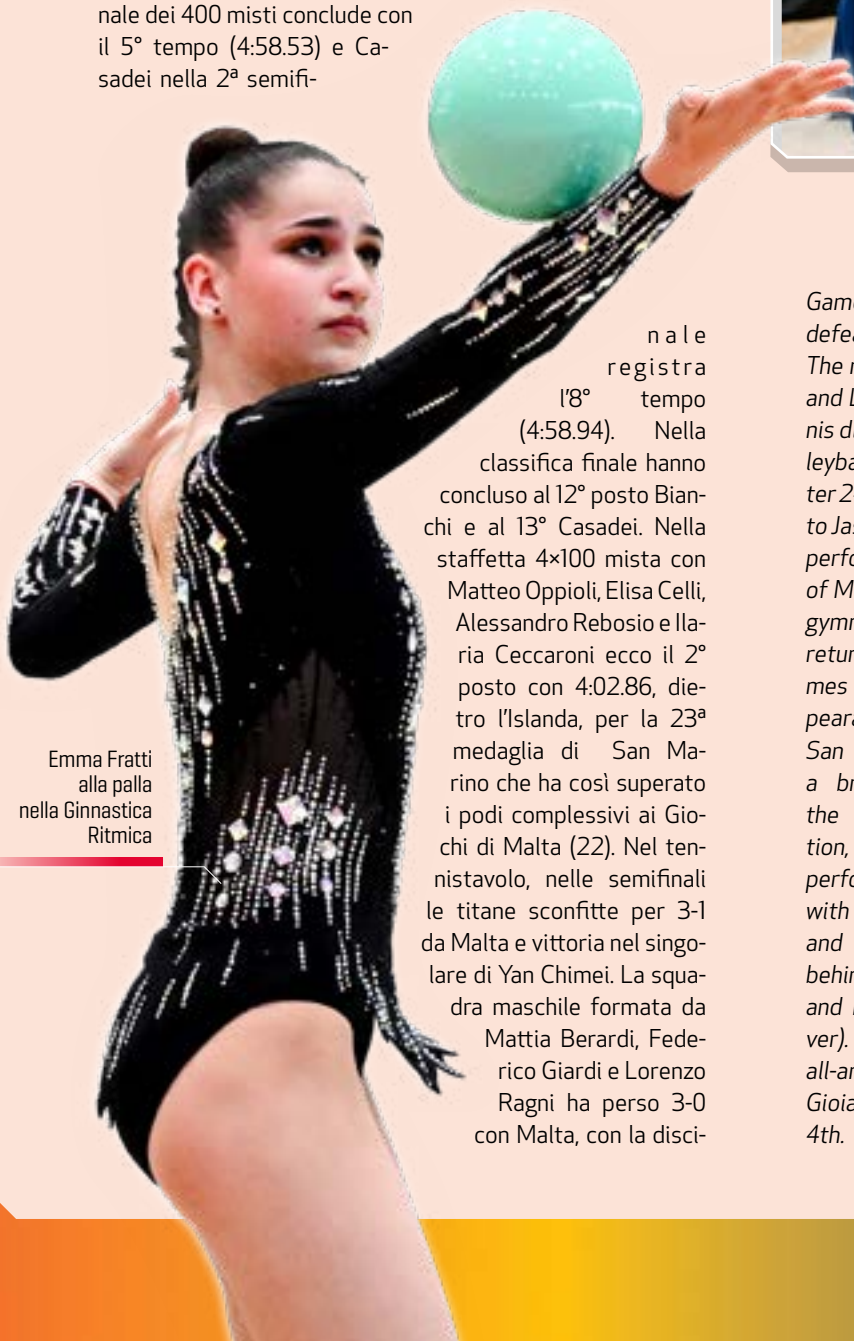 nale dei 400 misti conclude con
il 5° tempo (4:58.53) e Ca-
sadei nella 2ª semifi-
nale
registra
l'8° tempo
(4:58.94). Nella
classifica finale hanno
concluso al 12° posto Bian-
chi e al 13° Casadei. Nella
staffetta 4×100 mista con
Matteo Oppioli, Elisa Celli,
Alessandro Rebosio e Ila-
ria Ceccaroni ecco il 2°
posto con 4:02.86, die-
tro l'Islanda, per la 23ª
medaglia di San Ma-
rino che ha così superato
i podi complessivi ai Gio-
chi di Malta (22). Nel ten-
nistavolo, nelle semifinali
le titane sconfitte per 3-1
da Malta e vittoria nel singo-
lare di Yan Chimei. La squa-
dra maschile formata da
Mattia Berardi, Fede-
rico Giardi e Lorenzo
Ragni ha perso 3-0
con Malta, con la disci-
Emma Fratti
alla palla
nella Ginnastica
Ritmica
Game
defea
The
and
nis d
leyba
ter 2
to Jas
perfo
of M
gymn
retur
mes
peara
San
a br
the
tion,
perfo
with
and
behin
and
ver).
all-ar
Gioia
4th.